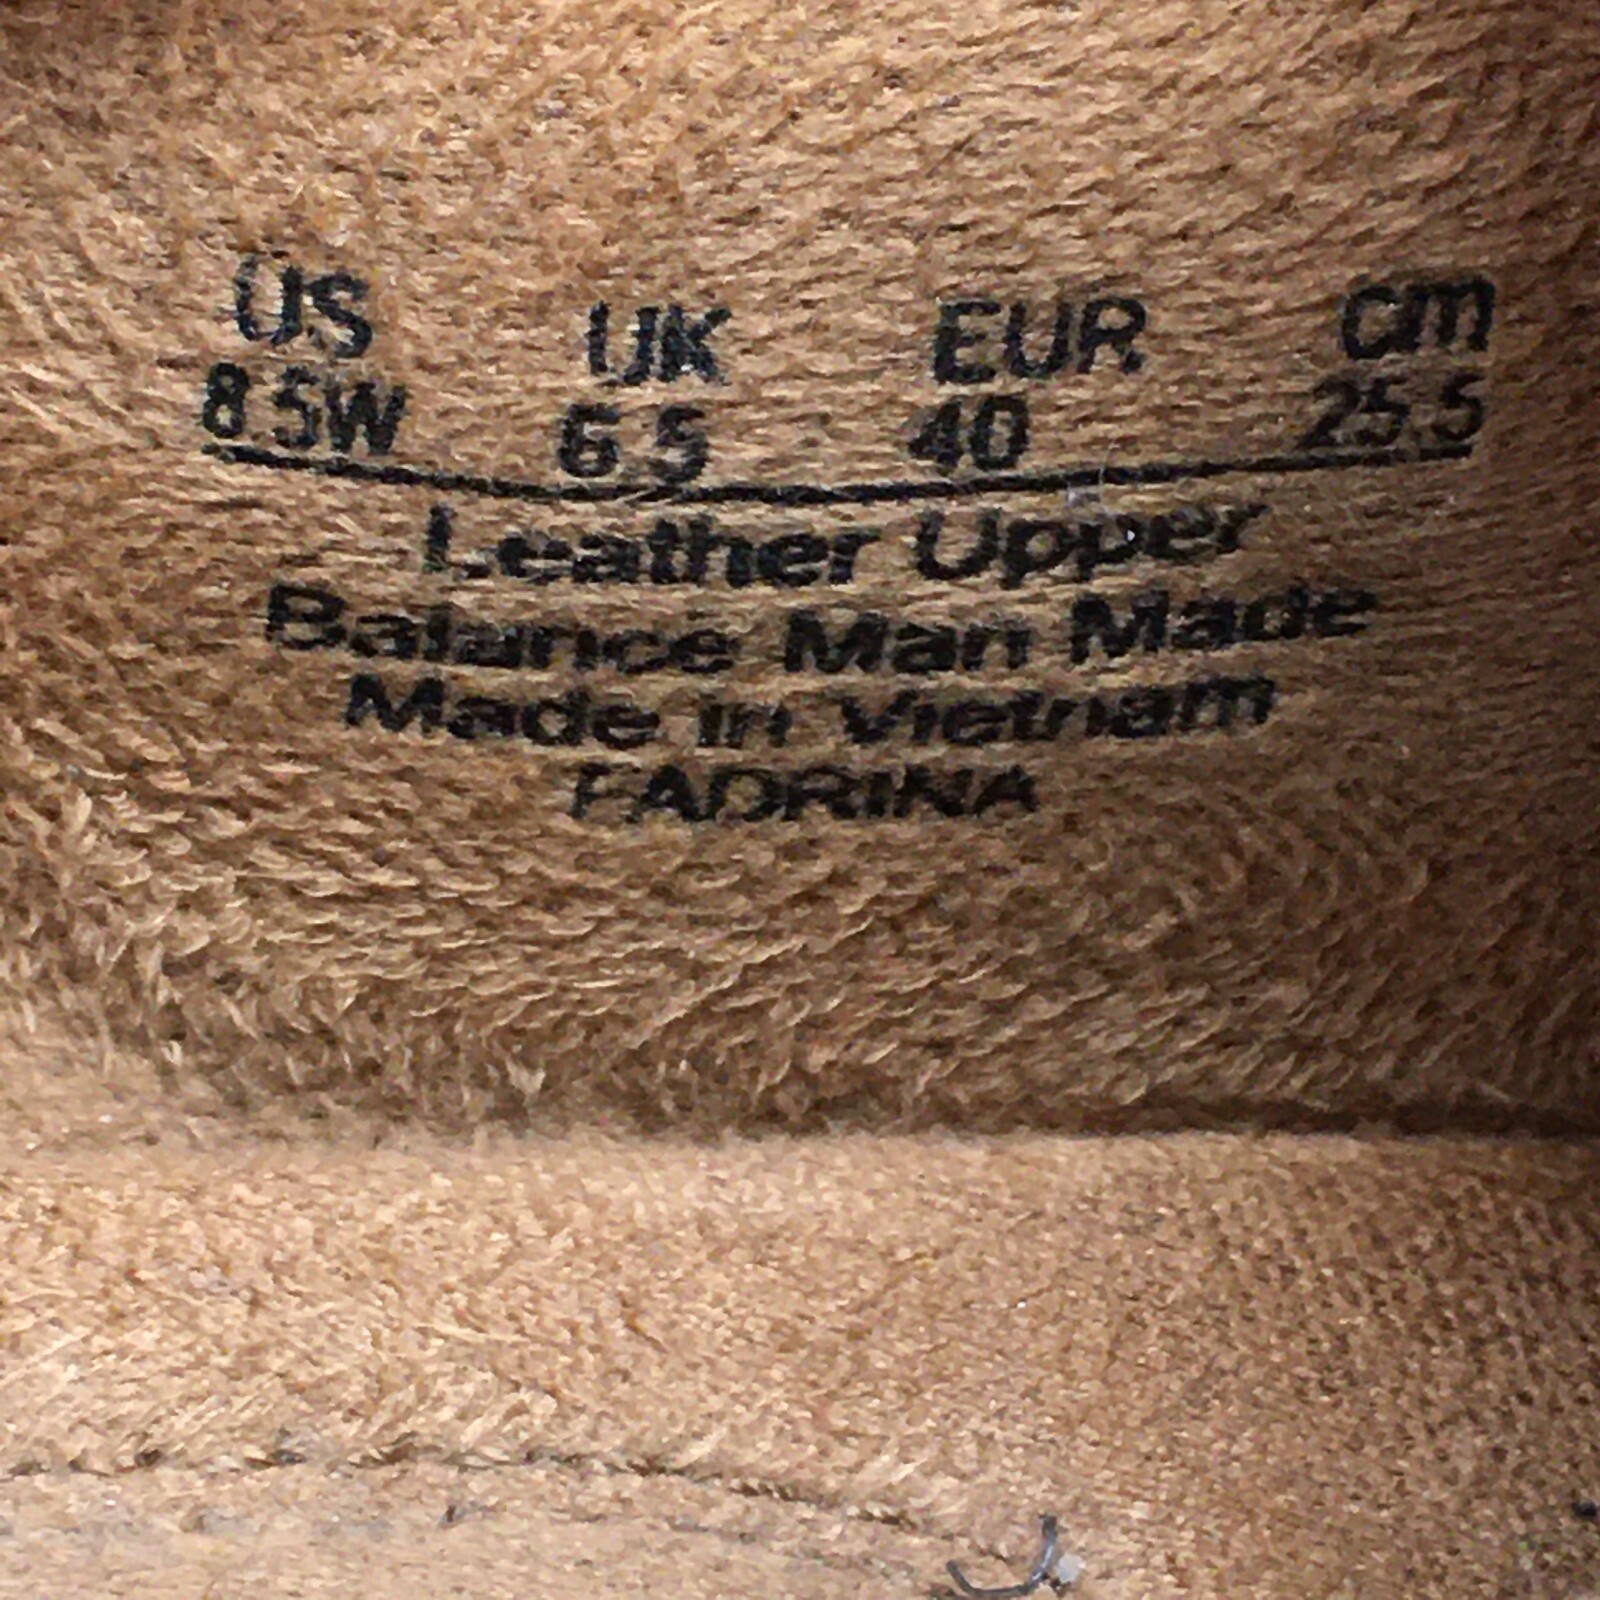 US UK EUR cm
8.5W 6.5 40 25.5
Leather Upper
Balance Man Made
Made in Vietnam
FADRINA